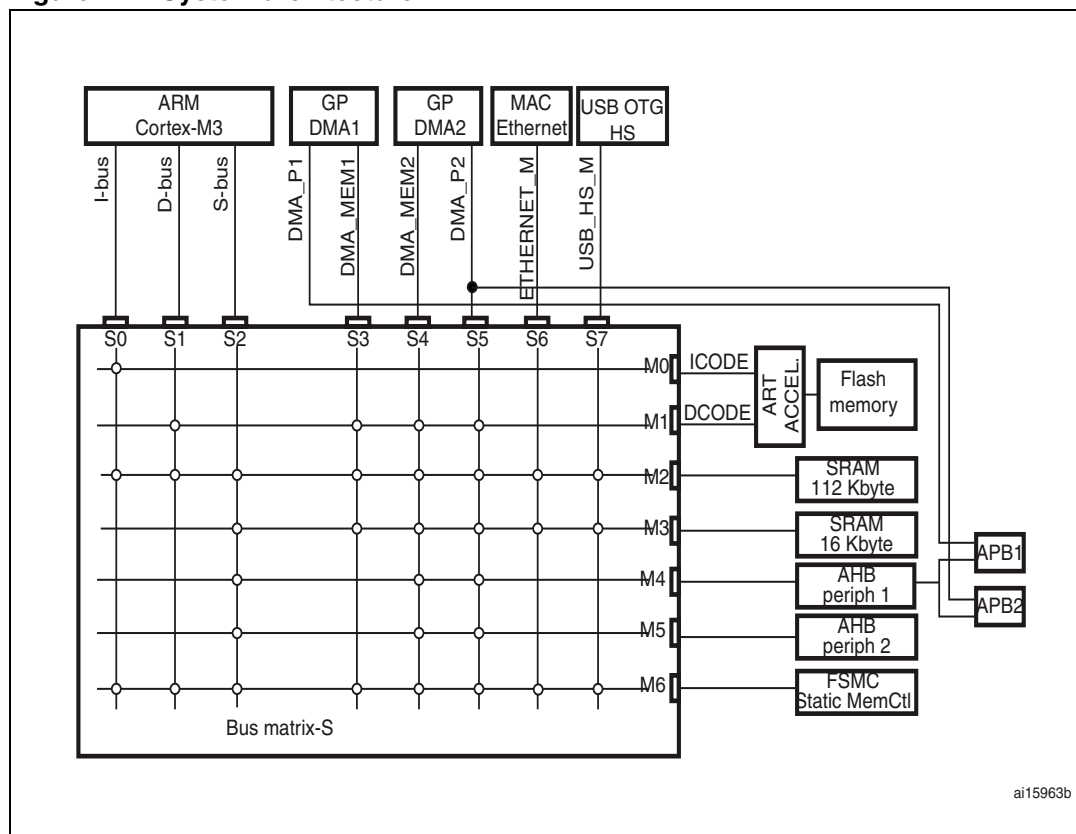 ARM
Cortex-M3
GP
DMA1
GP
DMA2
MAC
Ethernet
USB OTG
HS
I-bus
D-bus
S-bus
DMA_P1
DMA_MEM1
DMA_MEM2
DMA_P2
ETHERNET_M
USB_HS_M
S0 S1 S2 S3 S4 S5 S6 S7
M0 ICODE
M1 DCODE
ART
ACCEL.
Flash
memory
M2
SRAM
112 Kbyte
M3
SRAM
16 Kbyte
APB1
M4
AHB
periph 1
APB2
M5
AHB
periph 2
M6
FSMC
Static MemCtl
Bus matrix-S
ai15963b